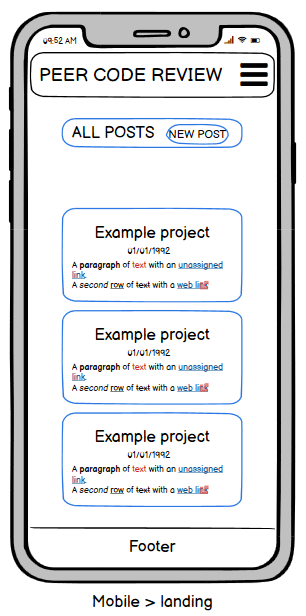 09:52 AM
PEER CODE REVIEW
ALL POSTS NEW POST
Example project
01/01/1992
A paragraph of text with an unassigned
link.
A second row of text with a web link
Example project
01/01/1992
A paragraph of text with an unassigned
link.
A second row of text with a web link
Example project
01/01/1992
A paragraph of text with an unassigned
link.
A second row of text with a web link
Footer
Mobile > landing